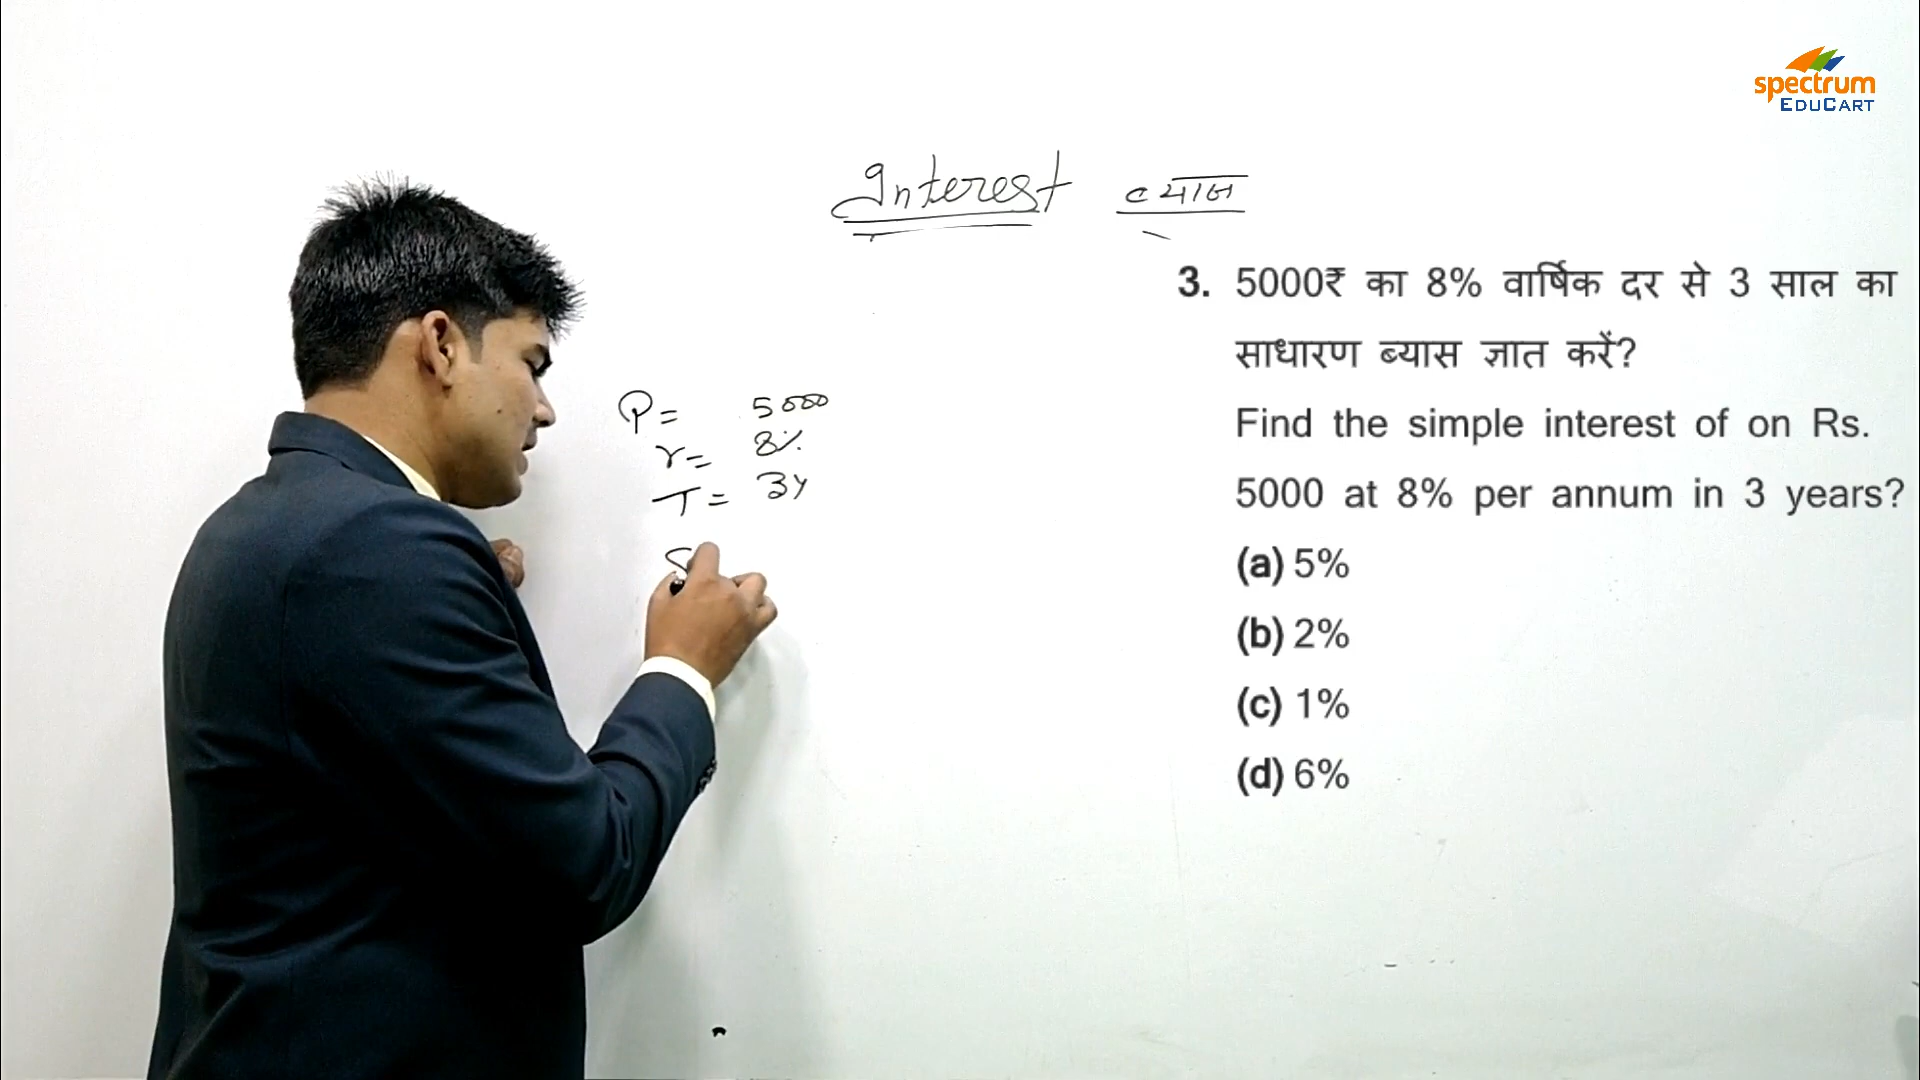 spectrum
EDUCART
Interest ब्याज
3. 5000₹ का 8% वार्षिक दर से 3 साल का
साधारण ब्यास ज्ञात करें?
Find the simple interest of on Rs.
5000 at 8% per annum in 3 years?
(a) 5%
(b) 2%
(c) 1%
(d) 6%
P= 5000
r= 8%
T= 3y
S